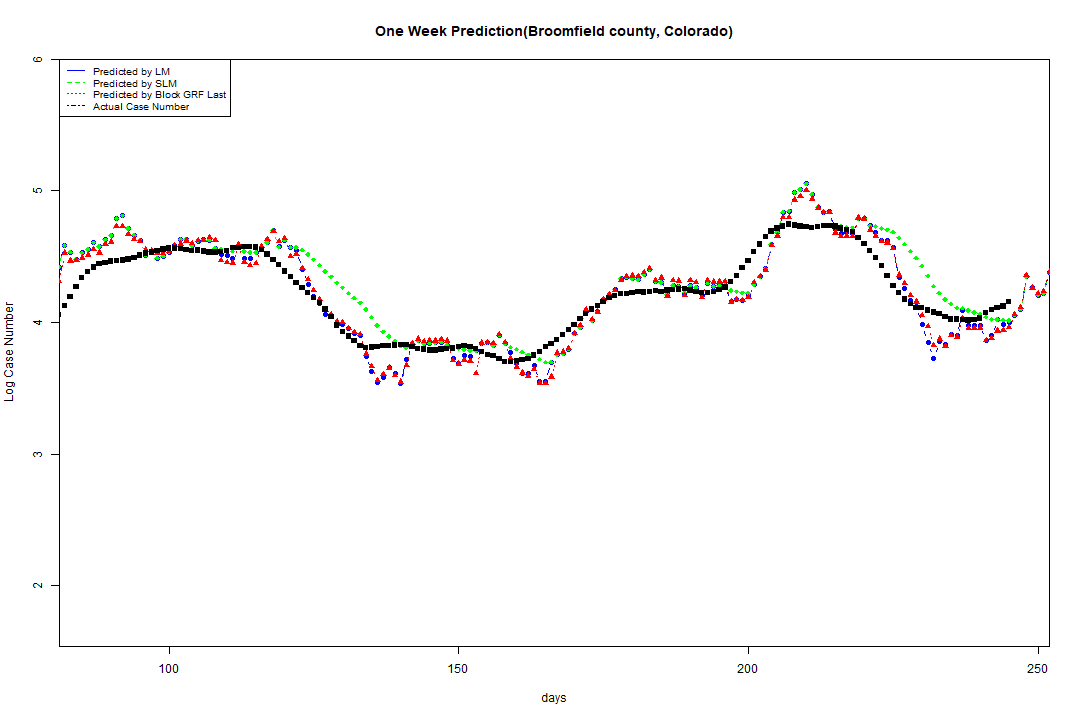 One Week Prediction(Broomfield county, Colorado)
Predicted by LM
Predicted by SLM
Predicted by Block GRF Last
Actual Case Number
6
5
4
3
2
Log Case Number
100 150 200 250
days